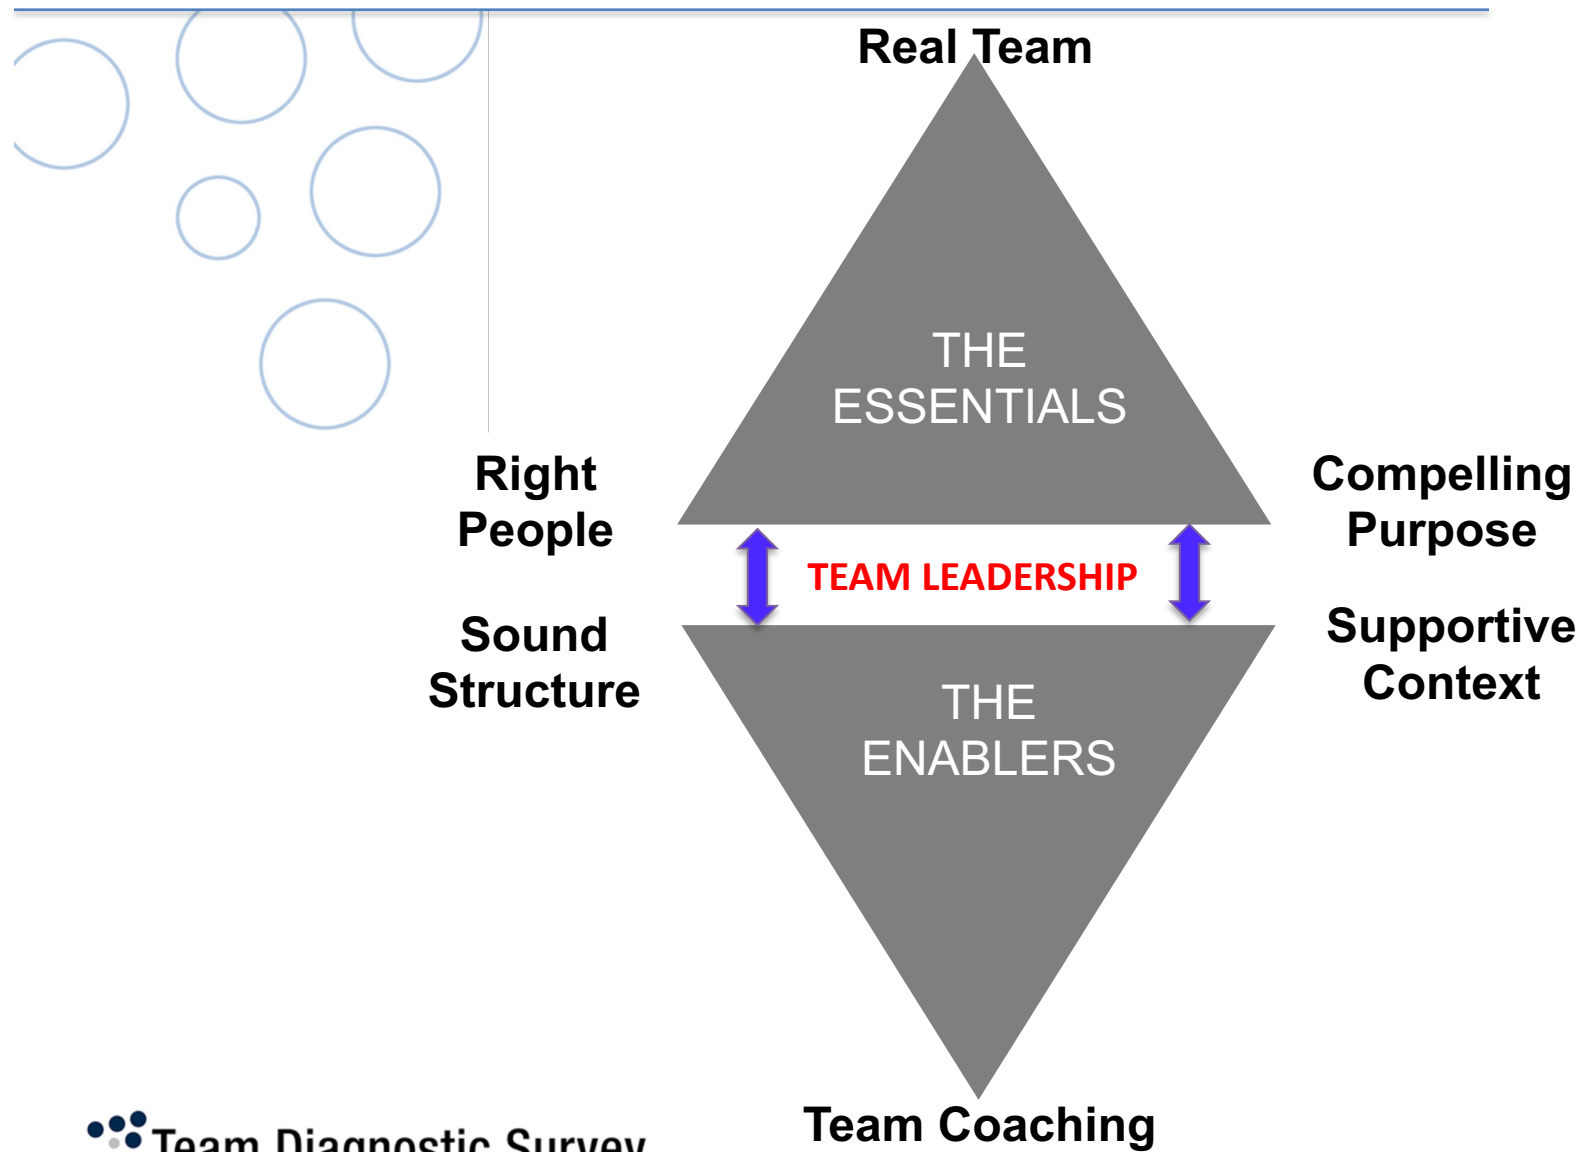 Real Team
THE
ESSENTIALS
Right
People
Compelling
Purpose
TEAM LEADERSHIP
Sound
Structure
Supportive
Context
THE
ENABLERS
Team Coaching
Team Diagnostic Survey